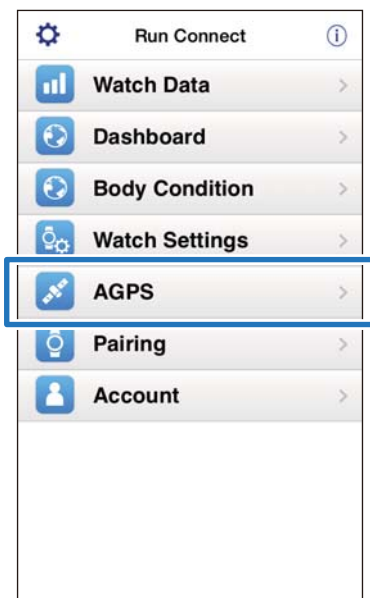 Run Connect
Watch Data
Dashboard
Body Condition
Watch Settings
AGPS
Pairing
Account